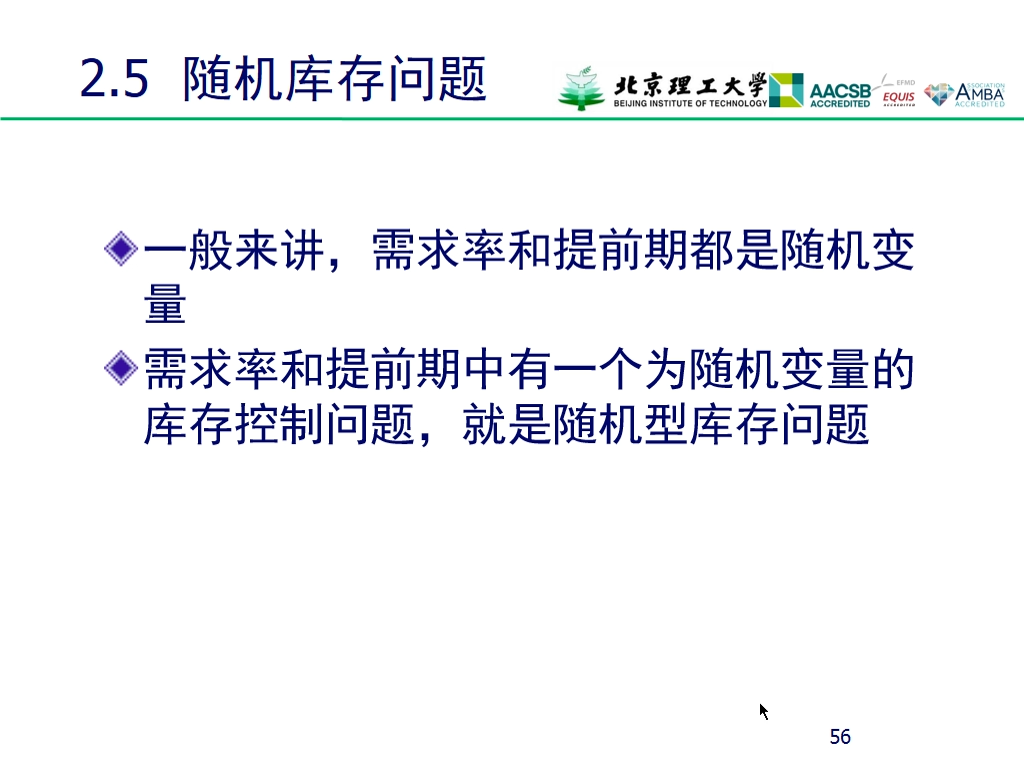 2.5 随机库存问题
北京理工大学
BEIJING INSTITUTE OF TECHNOLOGY
AACSB
ACCREDITED
EFMD
EQUIS
ACCREDITED
ASSOCIATION
AMBA
ACCREDITED
一般来讲，需求率和提前期都是随机变
量
需求率和提前期中有一个为随机变量的
库存控制问题，就是随机型库存问题
56